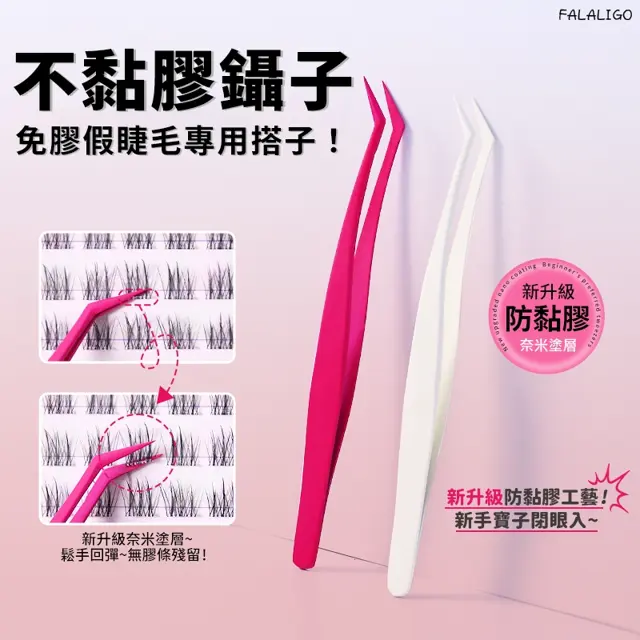 FALALIGO
不黏膠鑷子
免膠假睫毛專用搭子！
New upgraded nano coating Beginner's preferred tweezers
新升級
防黏膠
奈米塗層
新升級防黏膠工藝!
新手寶子閉眼入~
新升級奈米塗層~
鬆手回彈~無膠條殘留!